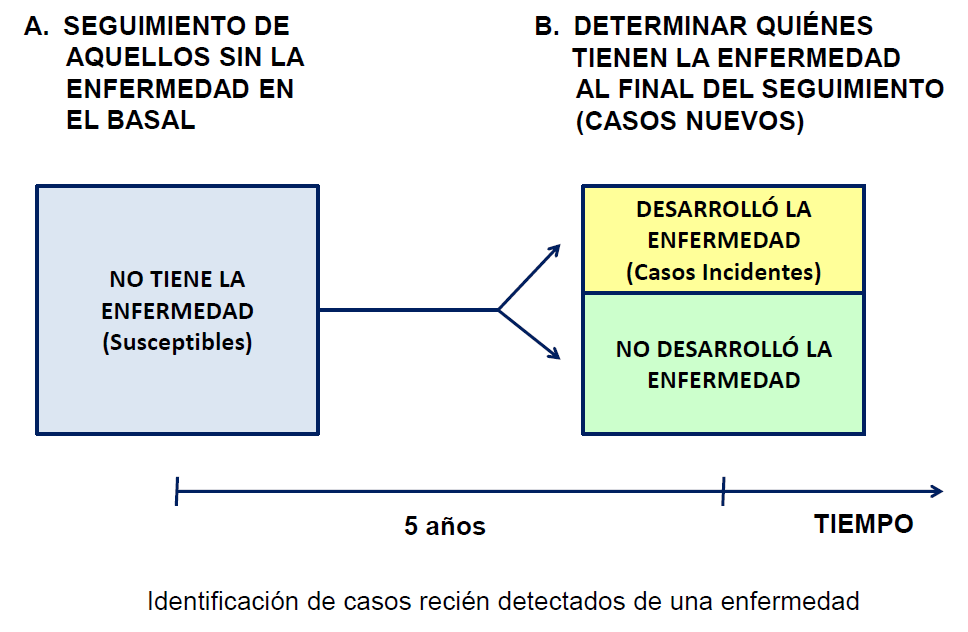 A. SEGUIMIENTO DE
AQUELLOS SIN LA
ENFERMEDAD EN
EL BASAL
B. DETERMINAR QUIÉNES
TIENEN LA ENFERMEDAD
AL FINAL DEL SEGUIMIENTO
(CASOS NUEVOS)
NO TIENE LA
ENFERMEDAD
(Susceptibles)
DESARROLLÓ LA
ENFERMEDAD
(Casos Incidentes)
NO DESARROLLÓ LA
ENFERMEDAD
5 años
TIEMPO
Identificación de casos recién detectados de una enfermedad